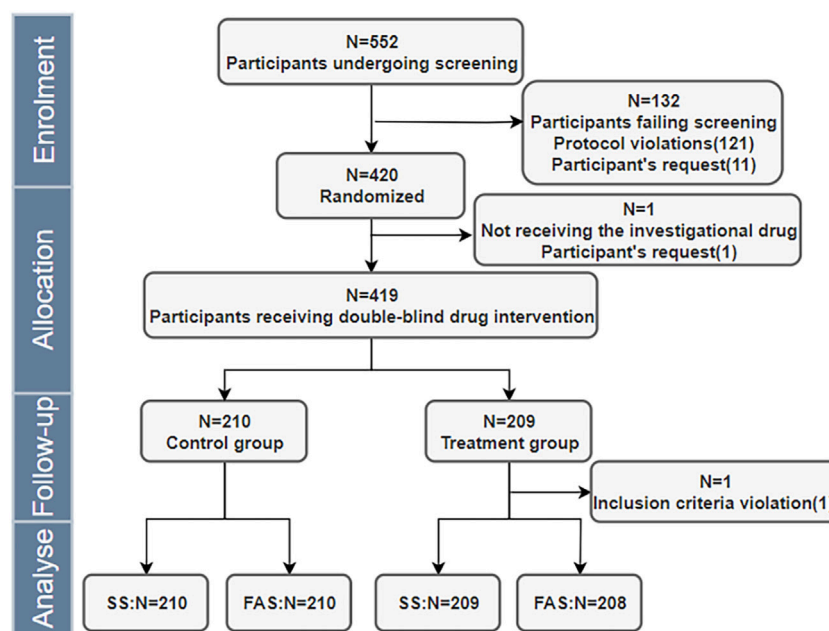 Enrolment
N=552
Participants undergoing screening
N=132
Participants failing screening
Protocol violations(121)
Participant's request(11)
N=420
Randomized
Allocation
N=1
Not receiving the investigational drug
Participant's request(1)
N=419
Participants receiving double-blind drug intervention
Follow-up
N=210
Control group
N=209
Treatment group
N=1
Inclusion criteria violation(1
Analyse
SS:N=210
FAS:N=210
SS:N=209
FAS:N=208